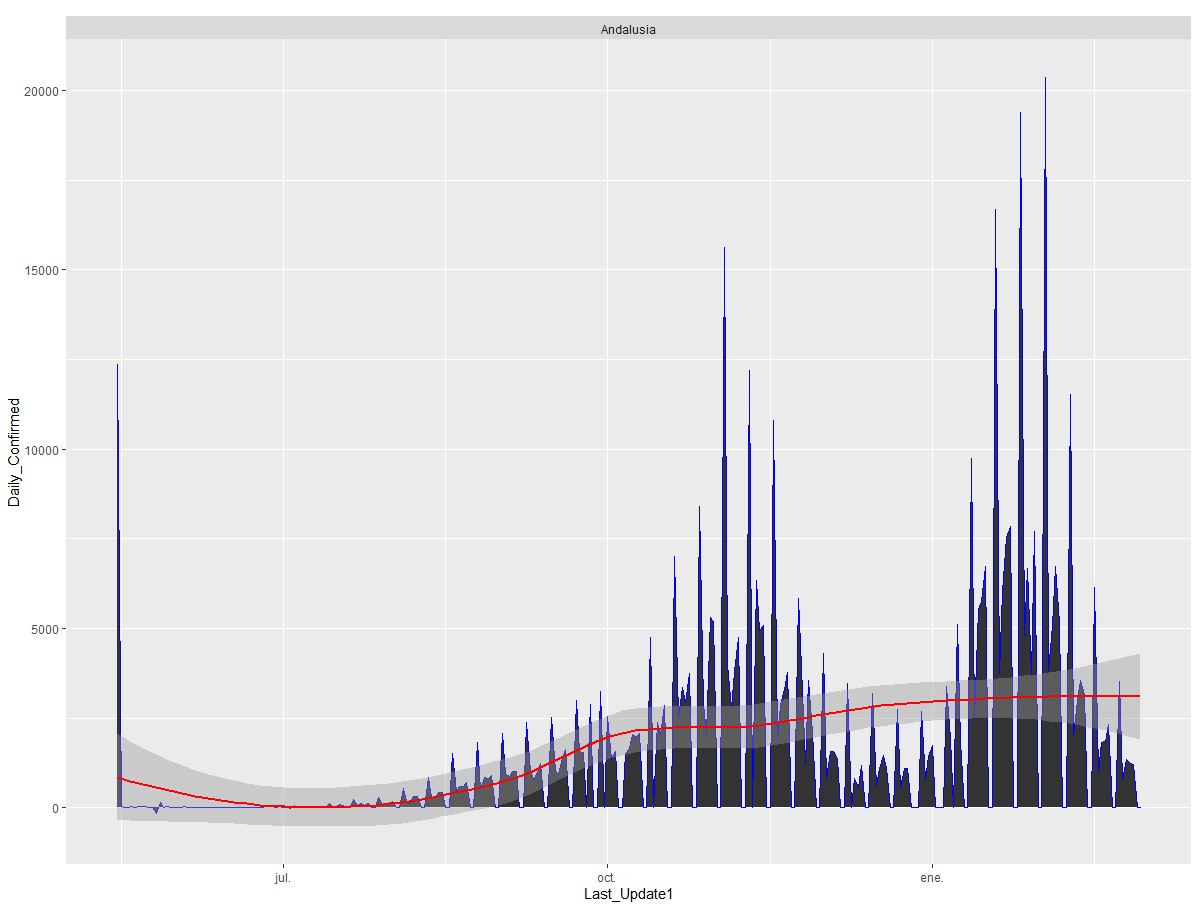 Andalusia
20000
15000
10000
5000
0
Daily_Confirmed
jul.
oct.
ene.
Last_Update1